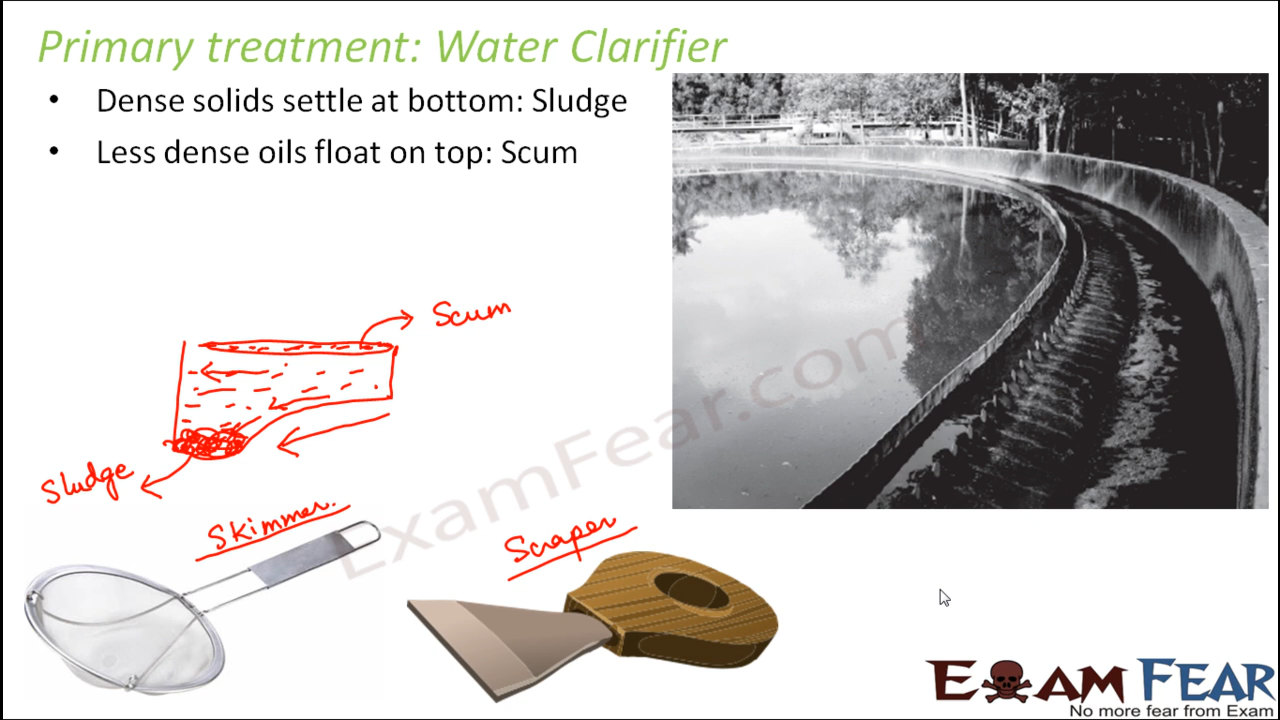 Primary treatment: Water Clarifier
• Dense solids settle at bottom: Sludge
• Less dense oils float on top: Scum
Scum
Sludge
Skimmer.
Scraper
ExamFear.com
EXAM FEAR
No more fear from Exam